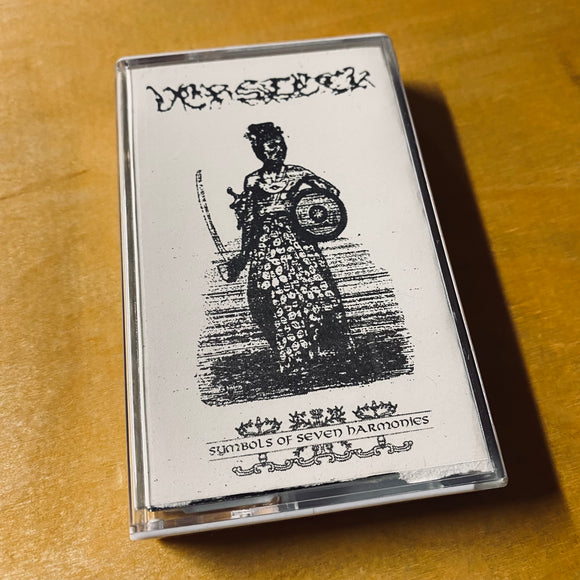 VERSTECK
SYMBOLS OF SEVEN HARMONIES